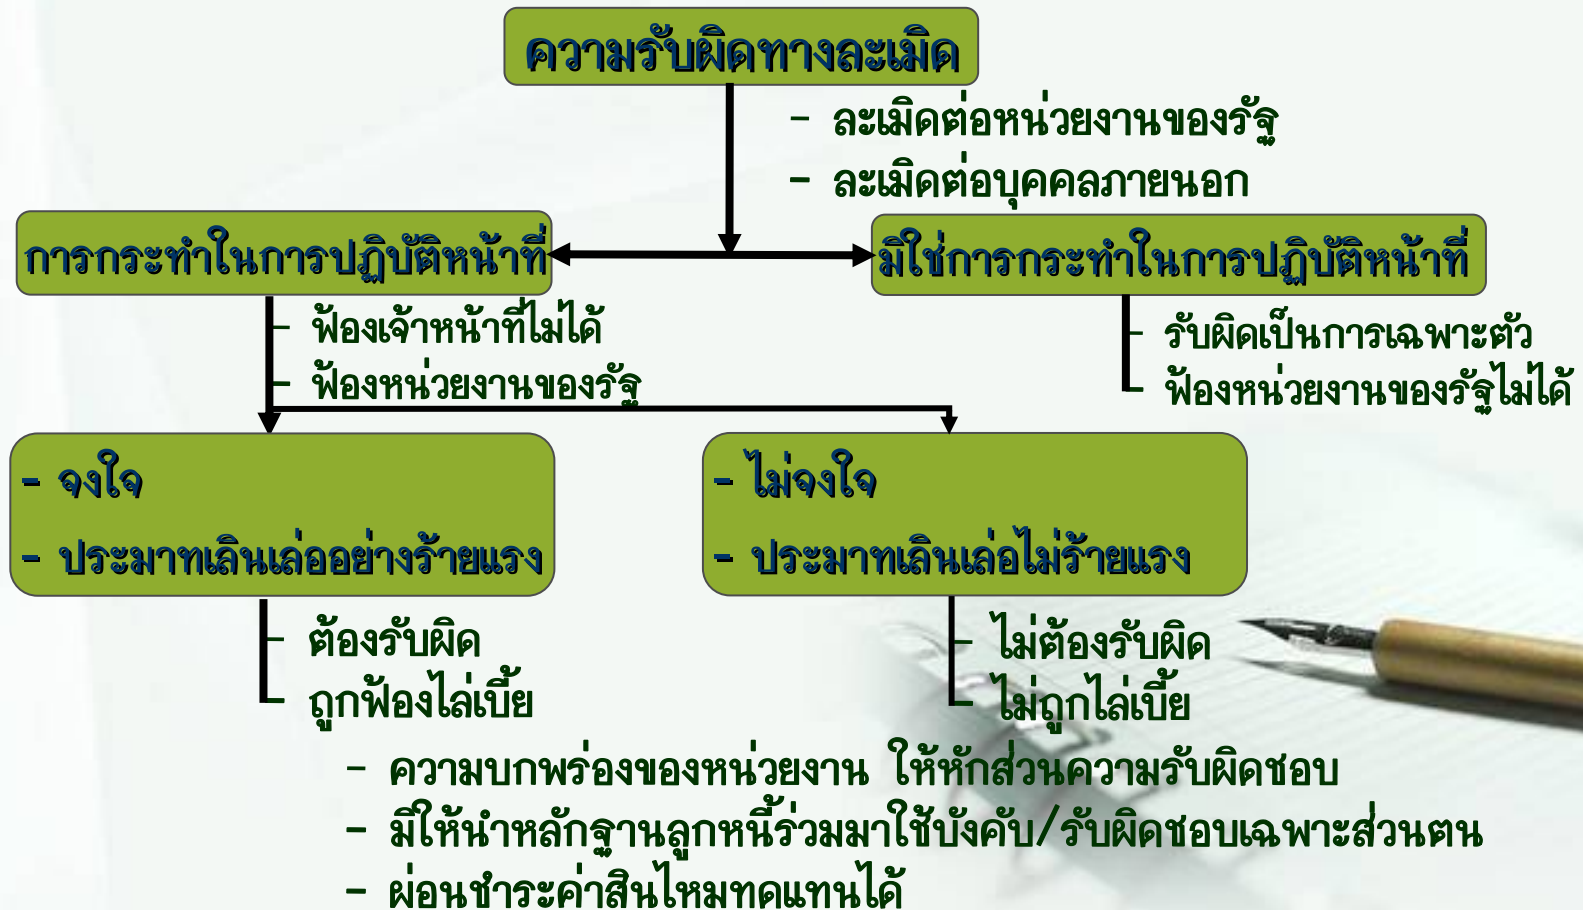 ความรับผิดทางละเมิด
- ละเมิดต่อหน่วยงานของรัฐ
- ละเมิดต่อบุคคลภายนอก
การกระทำในการปฏิบัติหน้าที่
มิใช่การกระทำในการปฏิบัติหน้าที่
- ฟ้องเจ้าหน้าที่ไม่ได้
- ฟ้องหน่วยงานของรัฐ
- รับผิดเป็นการเฉพาะตัว
- ฟ้องหน่วยงานของรัฐไม่ได้
- จงใจ
- ประมาทเลินเล่ออย่างร้ายแรง
- ไม่จงใจ
- ประมาทเลินเล่อไม่ร้ายแรง
- ต้องรับผิด
- ถูกฟ้องไล่เบี้ย
- ไม่ต้องรับผิด
- ไม่ถูกไล่เบี้ย
- ความบกพร่องของหน่วยงาน ให้หักส่วนความรับผิดชอบ
- มิให้นำหลักฐานลูกหนี้ร่วมมาใช้บังคับ/รับผิดชอบเฉพาะส่วนตน
- ผ่อนชำระค่าสินไหมทดแทนได้